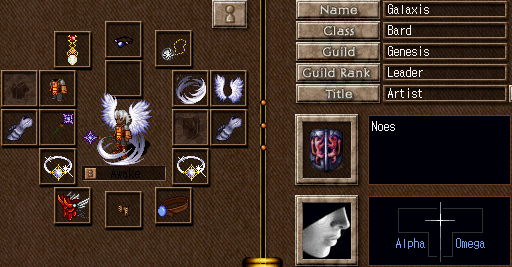 Name Galaxis
Class Bard
Guild Genesis
Guild Rank Leader
Title Artist
Noes
Awake
Alpha Omega